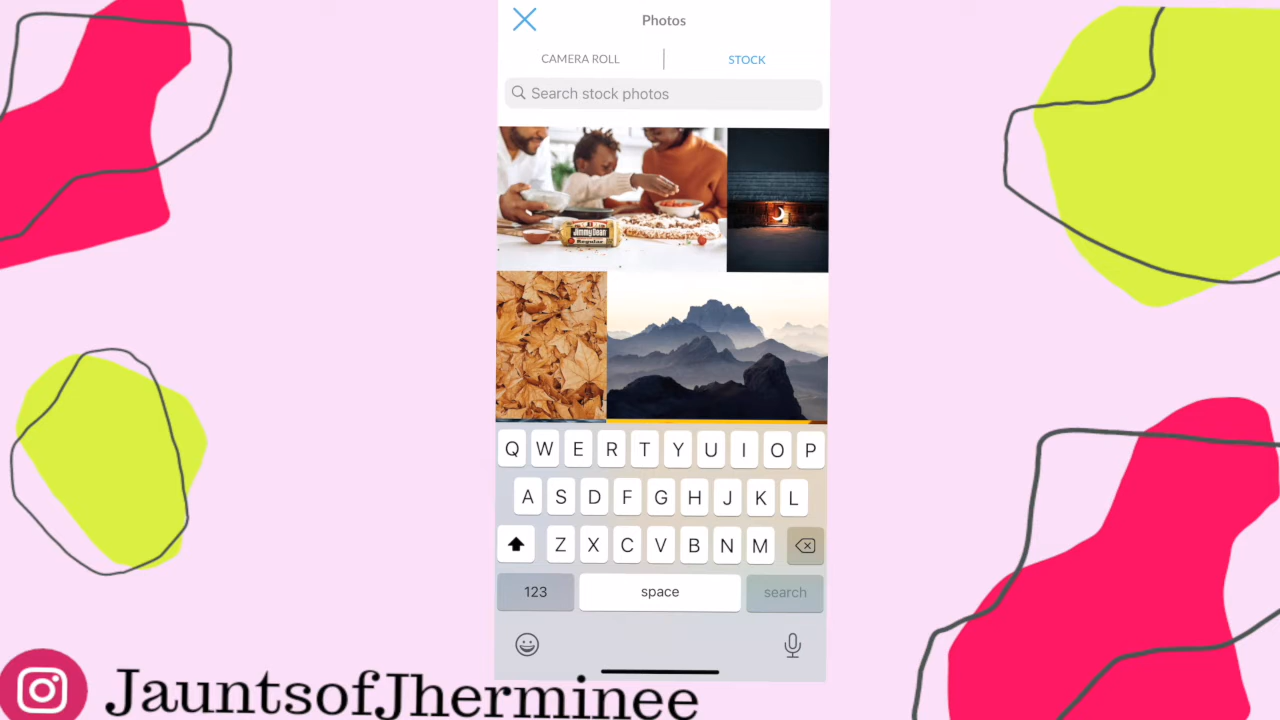 Photos
CAMERA ROLL
STOCK
Search stock photos
Jimmy Dean
Regular
Q W E R T Y U I O P
A S D F G H J K L
Z X C V B N M
123 space search
JauntsofJherminee